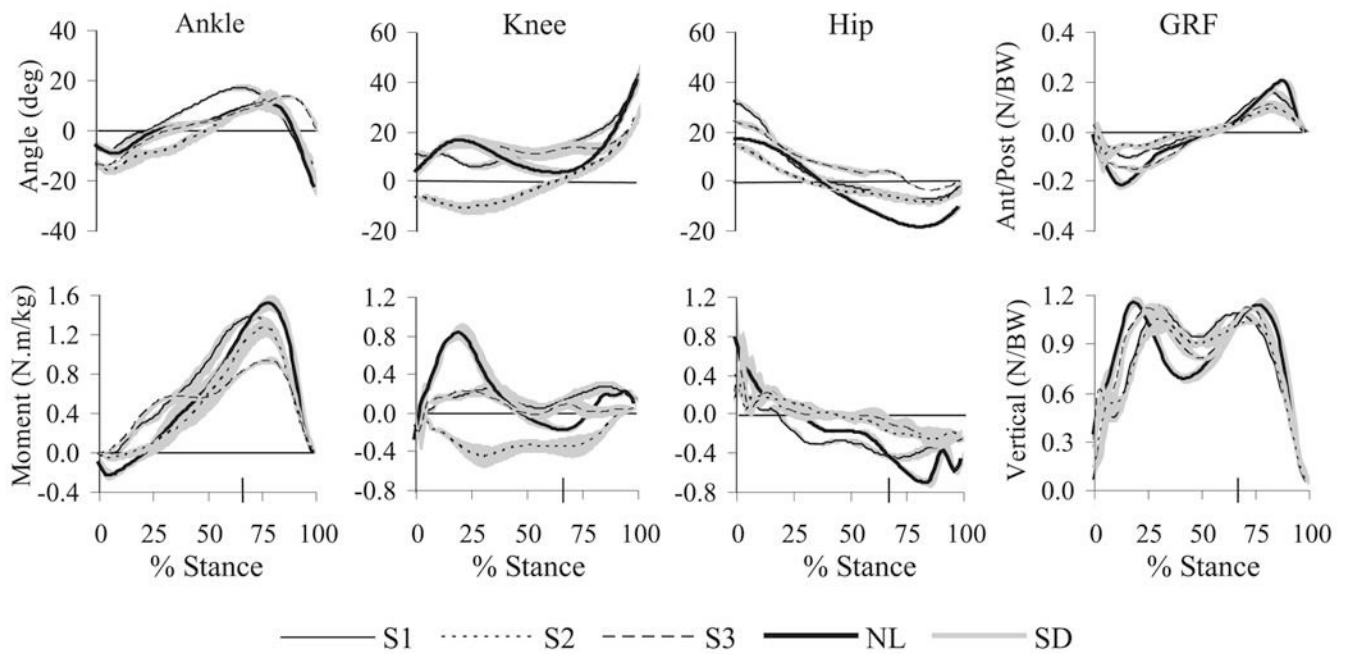 Ankle Knee Hip GRF
40 60 60 0.4
20 40 40 0.2
0 20 20 0.0
-20 0 0 -0.2
-40 -20 -20 -0.4
Angle (deg)
Ant/Post (N/BW)
1.6 1.2 1.2 1.2
1.2 0.8 0.8 0.9
0.8 0.4 0.4 0.6
0.4 0.0 0.0 0.3
0.0 -0.4 -0.4 0.0
-0.4 -0.8 -0.8
Moment (N.m/kg)
Vertical (N/BW)
0 25 50 75 100 0 25 50 75 100 0 25 50 75 100 0 25 50 75 100
% Stance % Stance % Stance % Stance
S1 S2 S3 NL SD